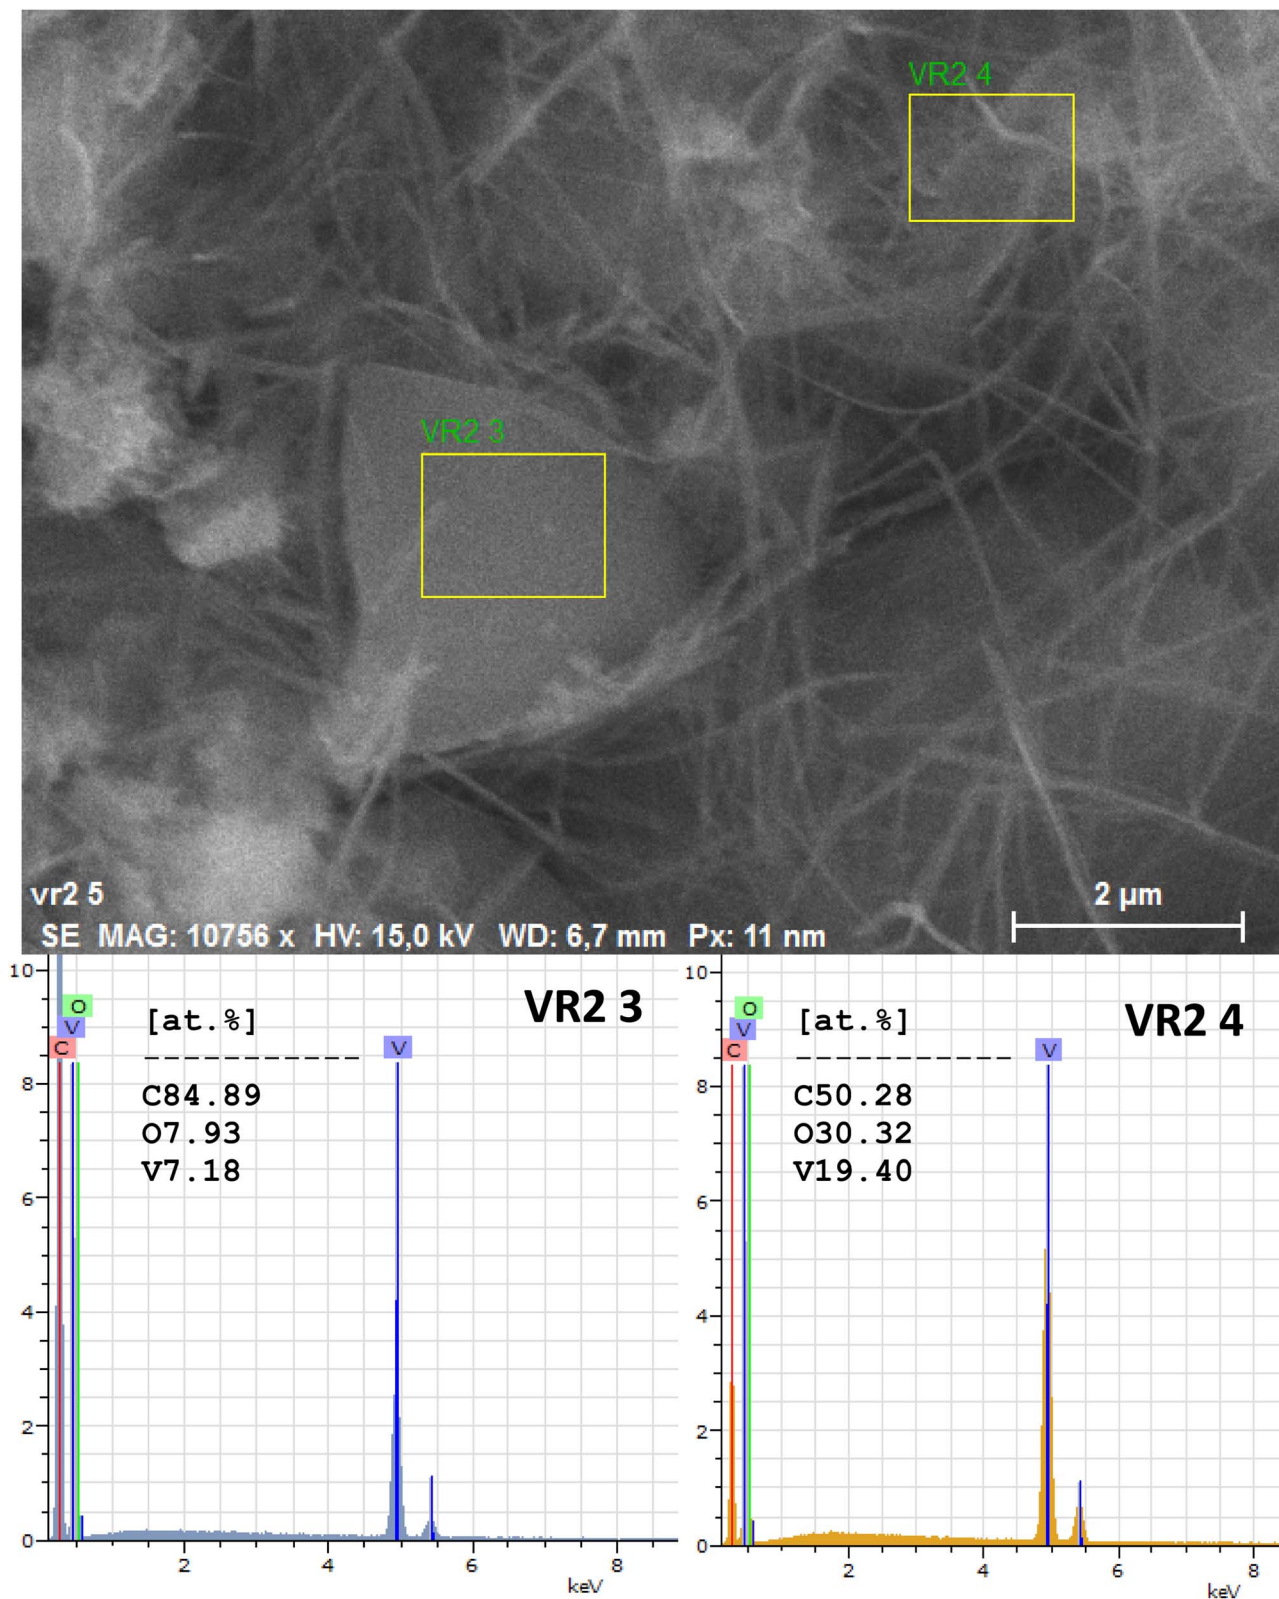 VR2 4
VR2 3
vr2 5
2 µm
SE MAG: 10756 x HV: 15,0 kV WD: 6,7 mm Px: 11 nm
VR2 3
[at.%]
------------
C84.89
O7.93
V7.18
O
V
C
V
10
8
6
4
2
0
2
4
6
8
keV
VR2 4
[at.%]
------------
C50.28
O30.32
V19.40
O
V
C
V
10
8
6
4
2
0
2
4
6
8
keV